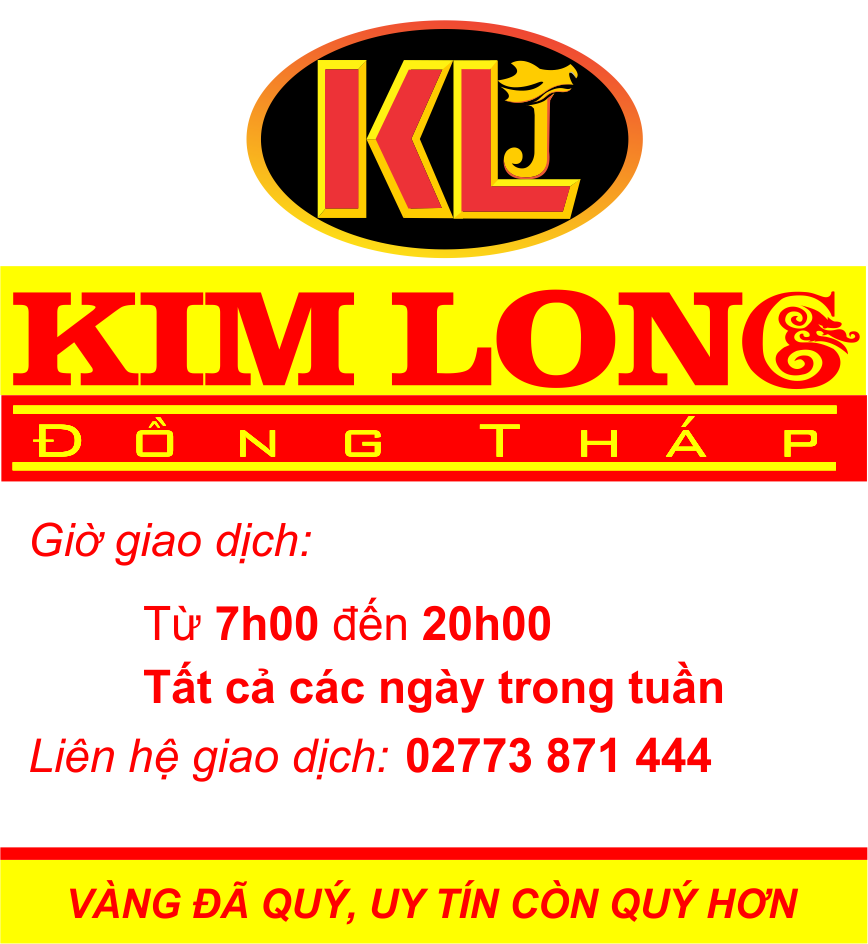 KLJ
KIM LONG
ĐỒNG THÁP
Giờ giao dịch:
Từ 7h00 đến 20h00
Tất cả các ngày trong tuần
Liên hệ giao dịch: 02773 871 444
VÀNG ĐÃ QUÝ, UY TÍN CÒN QUÝ HƠN